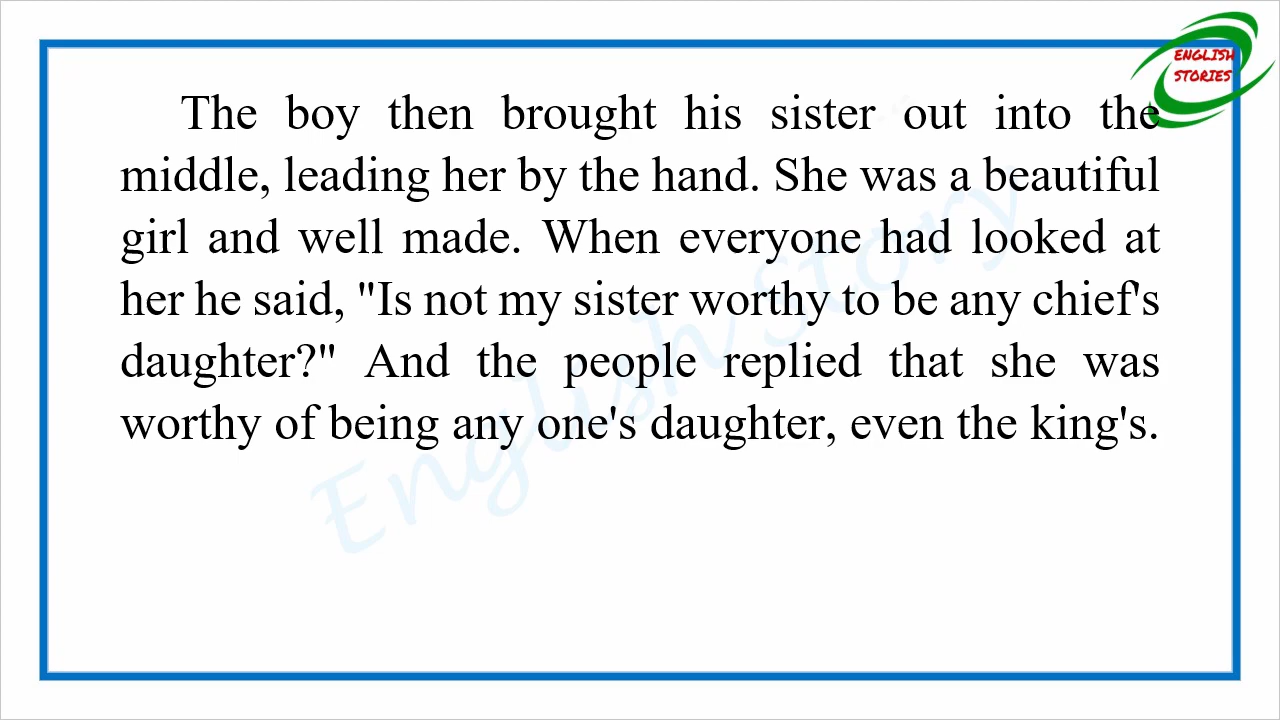 ENGLISH
STORIES
The boy then brought his sister out into the
middle, leading her by the hand. She was a beautiful
girl and well made. When everyone had looked at
her he said, "Is not my sister worthy to be any chief's
daughter?" And the people replied that she was
worthy of being any one's daughter, even the king's.
English Story